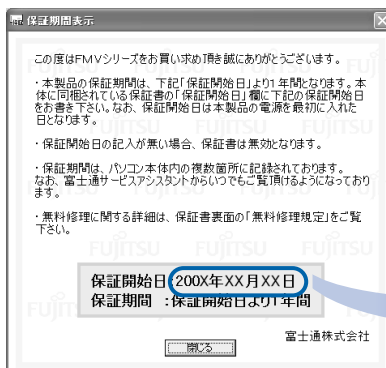 保証期間表示
この度はFMVシリーズをお買い求め頂き誠にありがとうございます。
・本製品の保証期間は、下記「保証開始日」より1年間となります。本
体に同梱されている保証書の「保証開始日」欄に下記の保証開始日
をお書き下さい。なお、保証開始日は本製品の電源を最初に入れた
日となります。
・保証開始日の記入が無い場合、保証書は無効となります。
・保証期間は、パソコン本体内の複数箇所に記録されております。
なお、富士通サービスアシスタントからいつでもご覧頂けるようになっており
ます。
・無料修理に関する詳細は、保証書裏面の「無料修理規定」をご覧
下さい。
保証開始日:200X年XX月XX日
保証期間 :保証開始日より1年間
富士通株式会社
閉じる